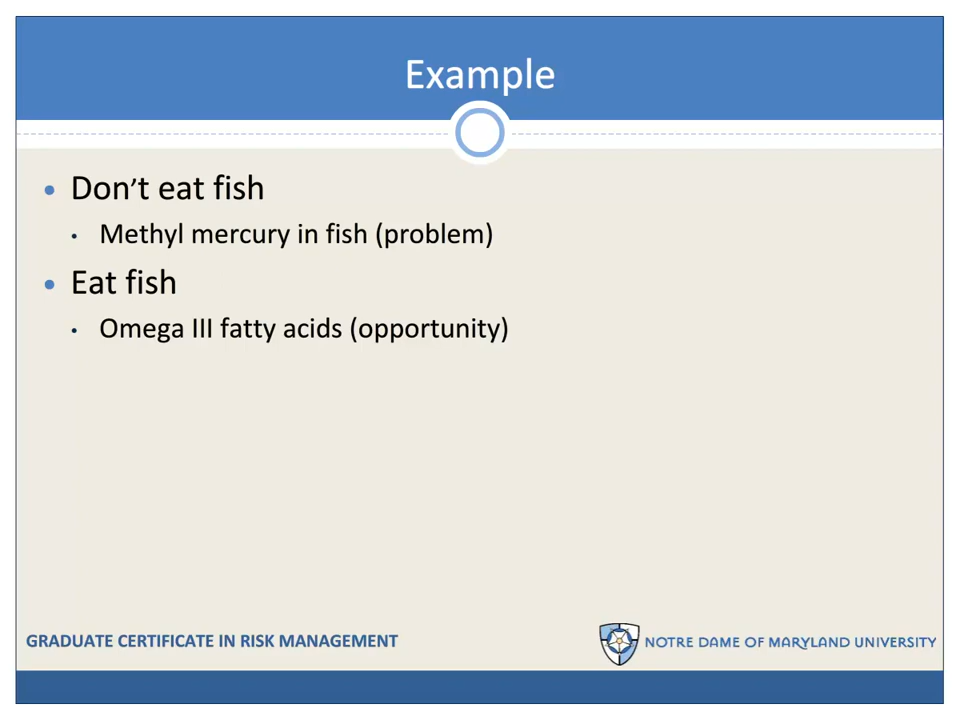 Example
• Don't eat fish
• Methyl mercury in fish (problem)
• Eat fish
• Omega III fatty acids (opportunity)
GRADUATE CERTIFICATE IN RISK MANAGEMENT
NOTRE DAME OF MARYLAND UNIVERSITY